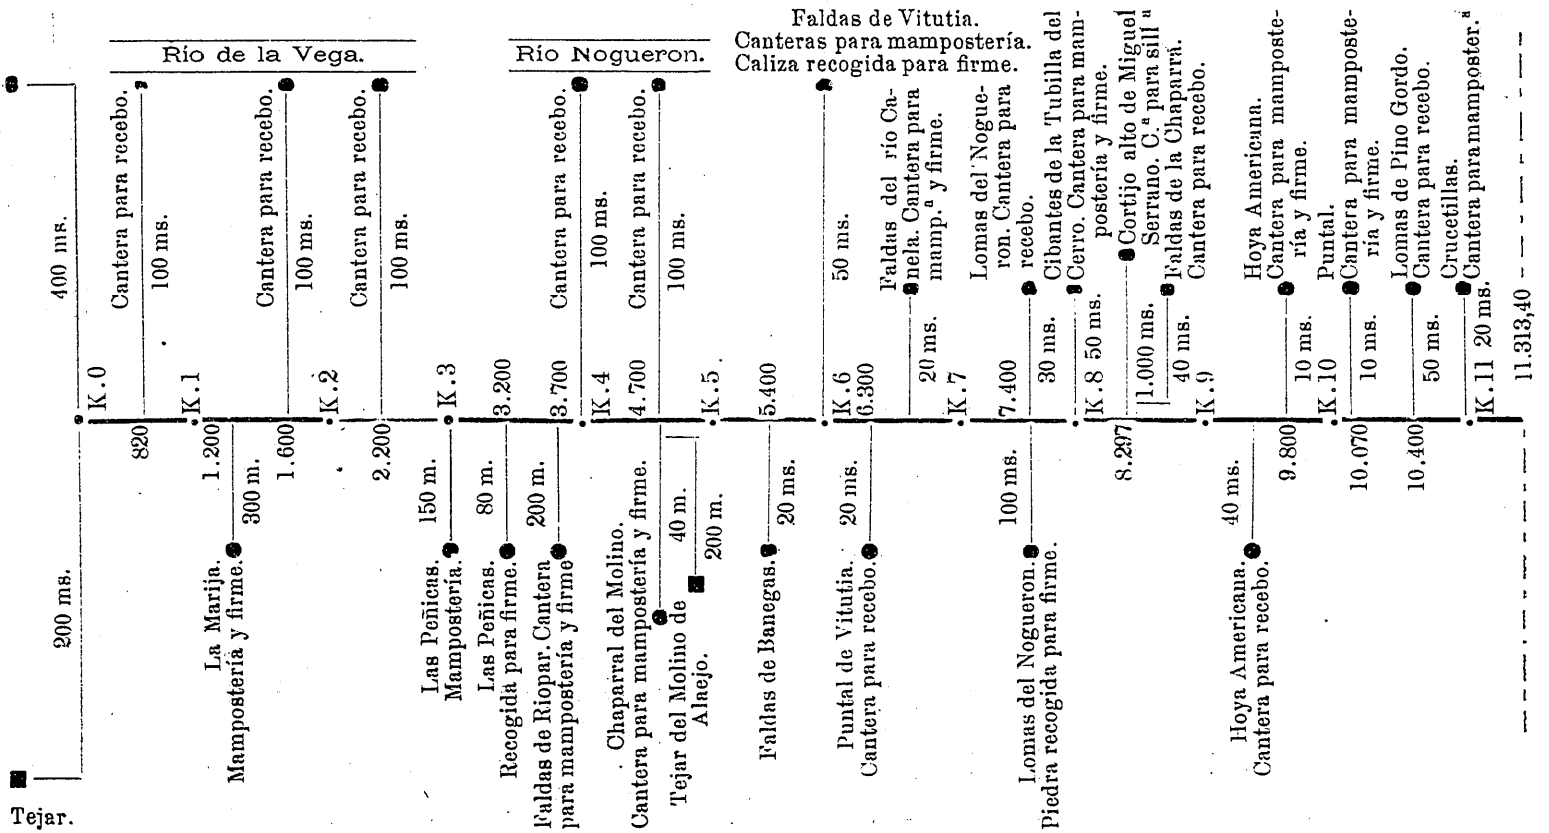 Río de la Vega.
Río Nogueron.
Faldas de Vitutia.
Canteras para mampostería.
Caliza recogida para firme.
400 ms.
Cantera para recebo.
100 ms.
Cantera para recebo.
100 ms.
Cantera para recebo.
100 ms.
Cantera para recebo.
100 ms.
Cantera para recebo.
100 ms.
50 ms.
Faldas del río Ca-
nela. Cantera para
mamp.ª y firme.
20 ms.
Lomas del Nogue-
ron. Cantera para
recebo.
30 ms.
Cibantes de la Tubilla del
Cerro. Cantera para mam-
postería y firme.
50 ms.
Cortijo alto de Miguel
Serrano. C.ª para sill ª
1.000 ms.
Faldas de la Chaparra.
Cantera para recebo.
40 ms.
Hoya Americana.
Cantera para mamposte-
ría y firme.
10 ms.
Puntal.
Cantera para mamposte-
ría y firme.
10 ms.
Lomas de Pino Gordo.
Cantera para recebo.
50 ms.
Crucetillas.
Cantera para mamposter.ª
20 ms.
11.313,40
K.0
K.1
K.2
K.3
3.200
3.700
K.4
4.700
K.5
5.400
K.6
6.300
K.7
7.400
K.8
K.9
K.10
K.11
820
1.200
1.600
2.200
8.297
9.800
10.070
10.400
200 ms.
Tejar.
La Marija.
Mampostería y firme.
300 m.
Las Peñicas.
Mampostería.
150 m.
Las Peñicas.
Recogida para firme.
80 m.
Faldas de Riopar. Cantera
para mampostería y firme
200 m.
Chaparral del Molino.
Cantera para mampostería y firme.
40 m.
Tejar del Molino de
Alaejo.
200 m.
Faldas de Banegas.
20 ms.
Puntal de Vitutia.
Cantera para recebo.
20 ms.
Lomas del Nogueron.
Piedra recogida para firme.
100 ms.
Hoya Americana.
Cantera para recebo.
40 ms.